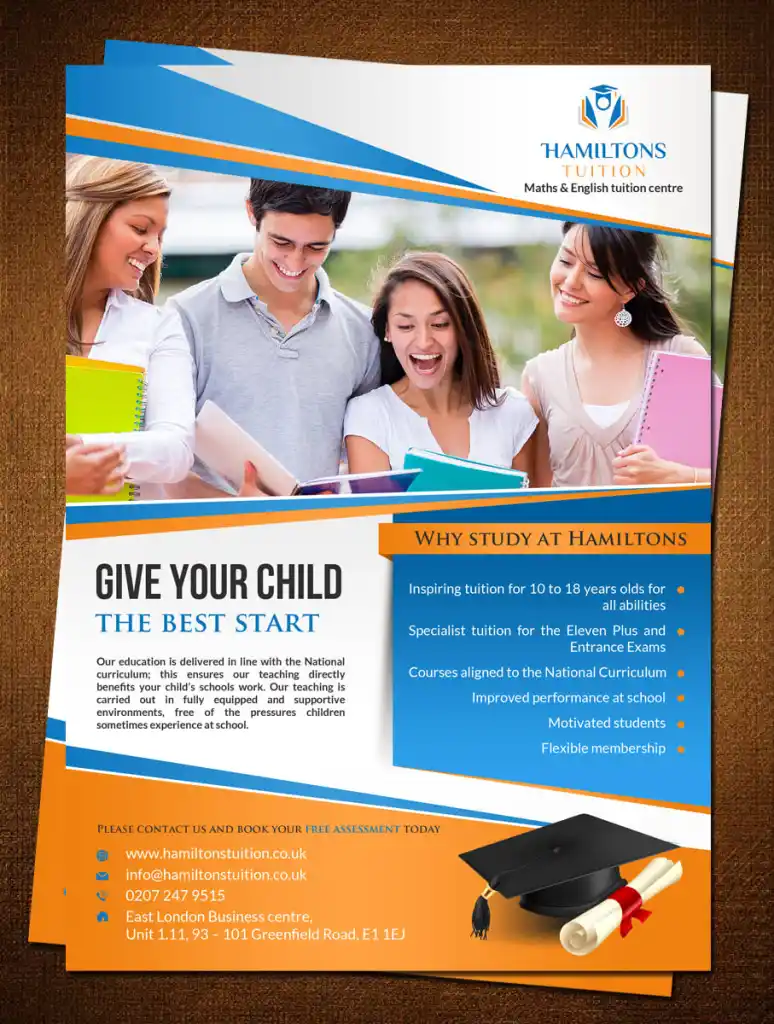 HAMILTONS
TUITION
Maths & English tuition centre
GIVE YOUR CHILD
THE BEST START
Our education is delivered in line with the National
curriculum; this ensures our teaching directly
benefits your child's schools work. Our teaching is
carried out in fully equipped and supportive
environments, free of the pressures children
sometimes experience at school.
WHY STUDY AT HAMILTONS
Inspiring tuition for 10 to 18 years olds for
all abilities
Specialist tuition for the Eleven Plus and
Entrance Exams
Courses aligned to the National Curriculum
Improved performance at school
Motivated students
Flexible membership
PLEASE CONTACT US AND BOOK YOUR FREE ASSESSMENT TODAY
www.hamiltonstuition.co.uk
info@hamiltonstuition.co.uk
0207 247 9515
East London Business centre,
Unit 1.11, 93 – 101 Greenfield Road, E1 1EJ